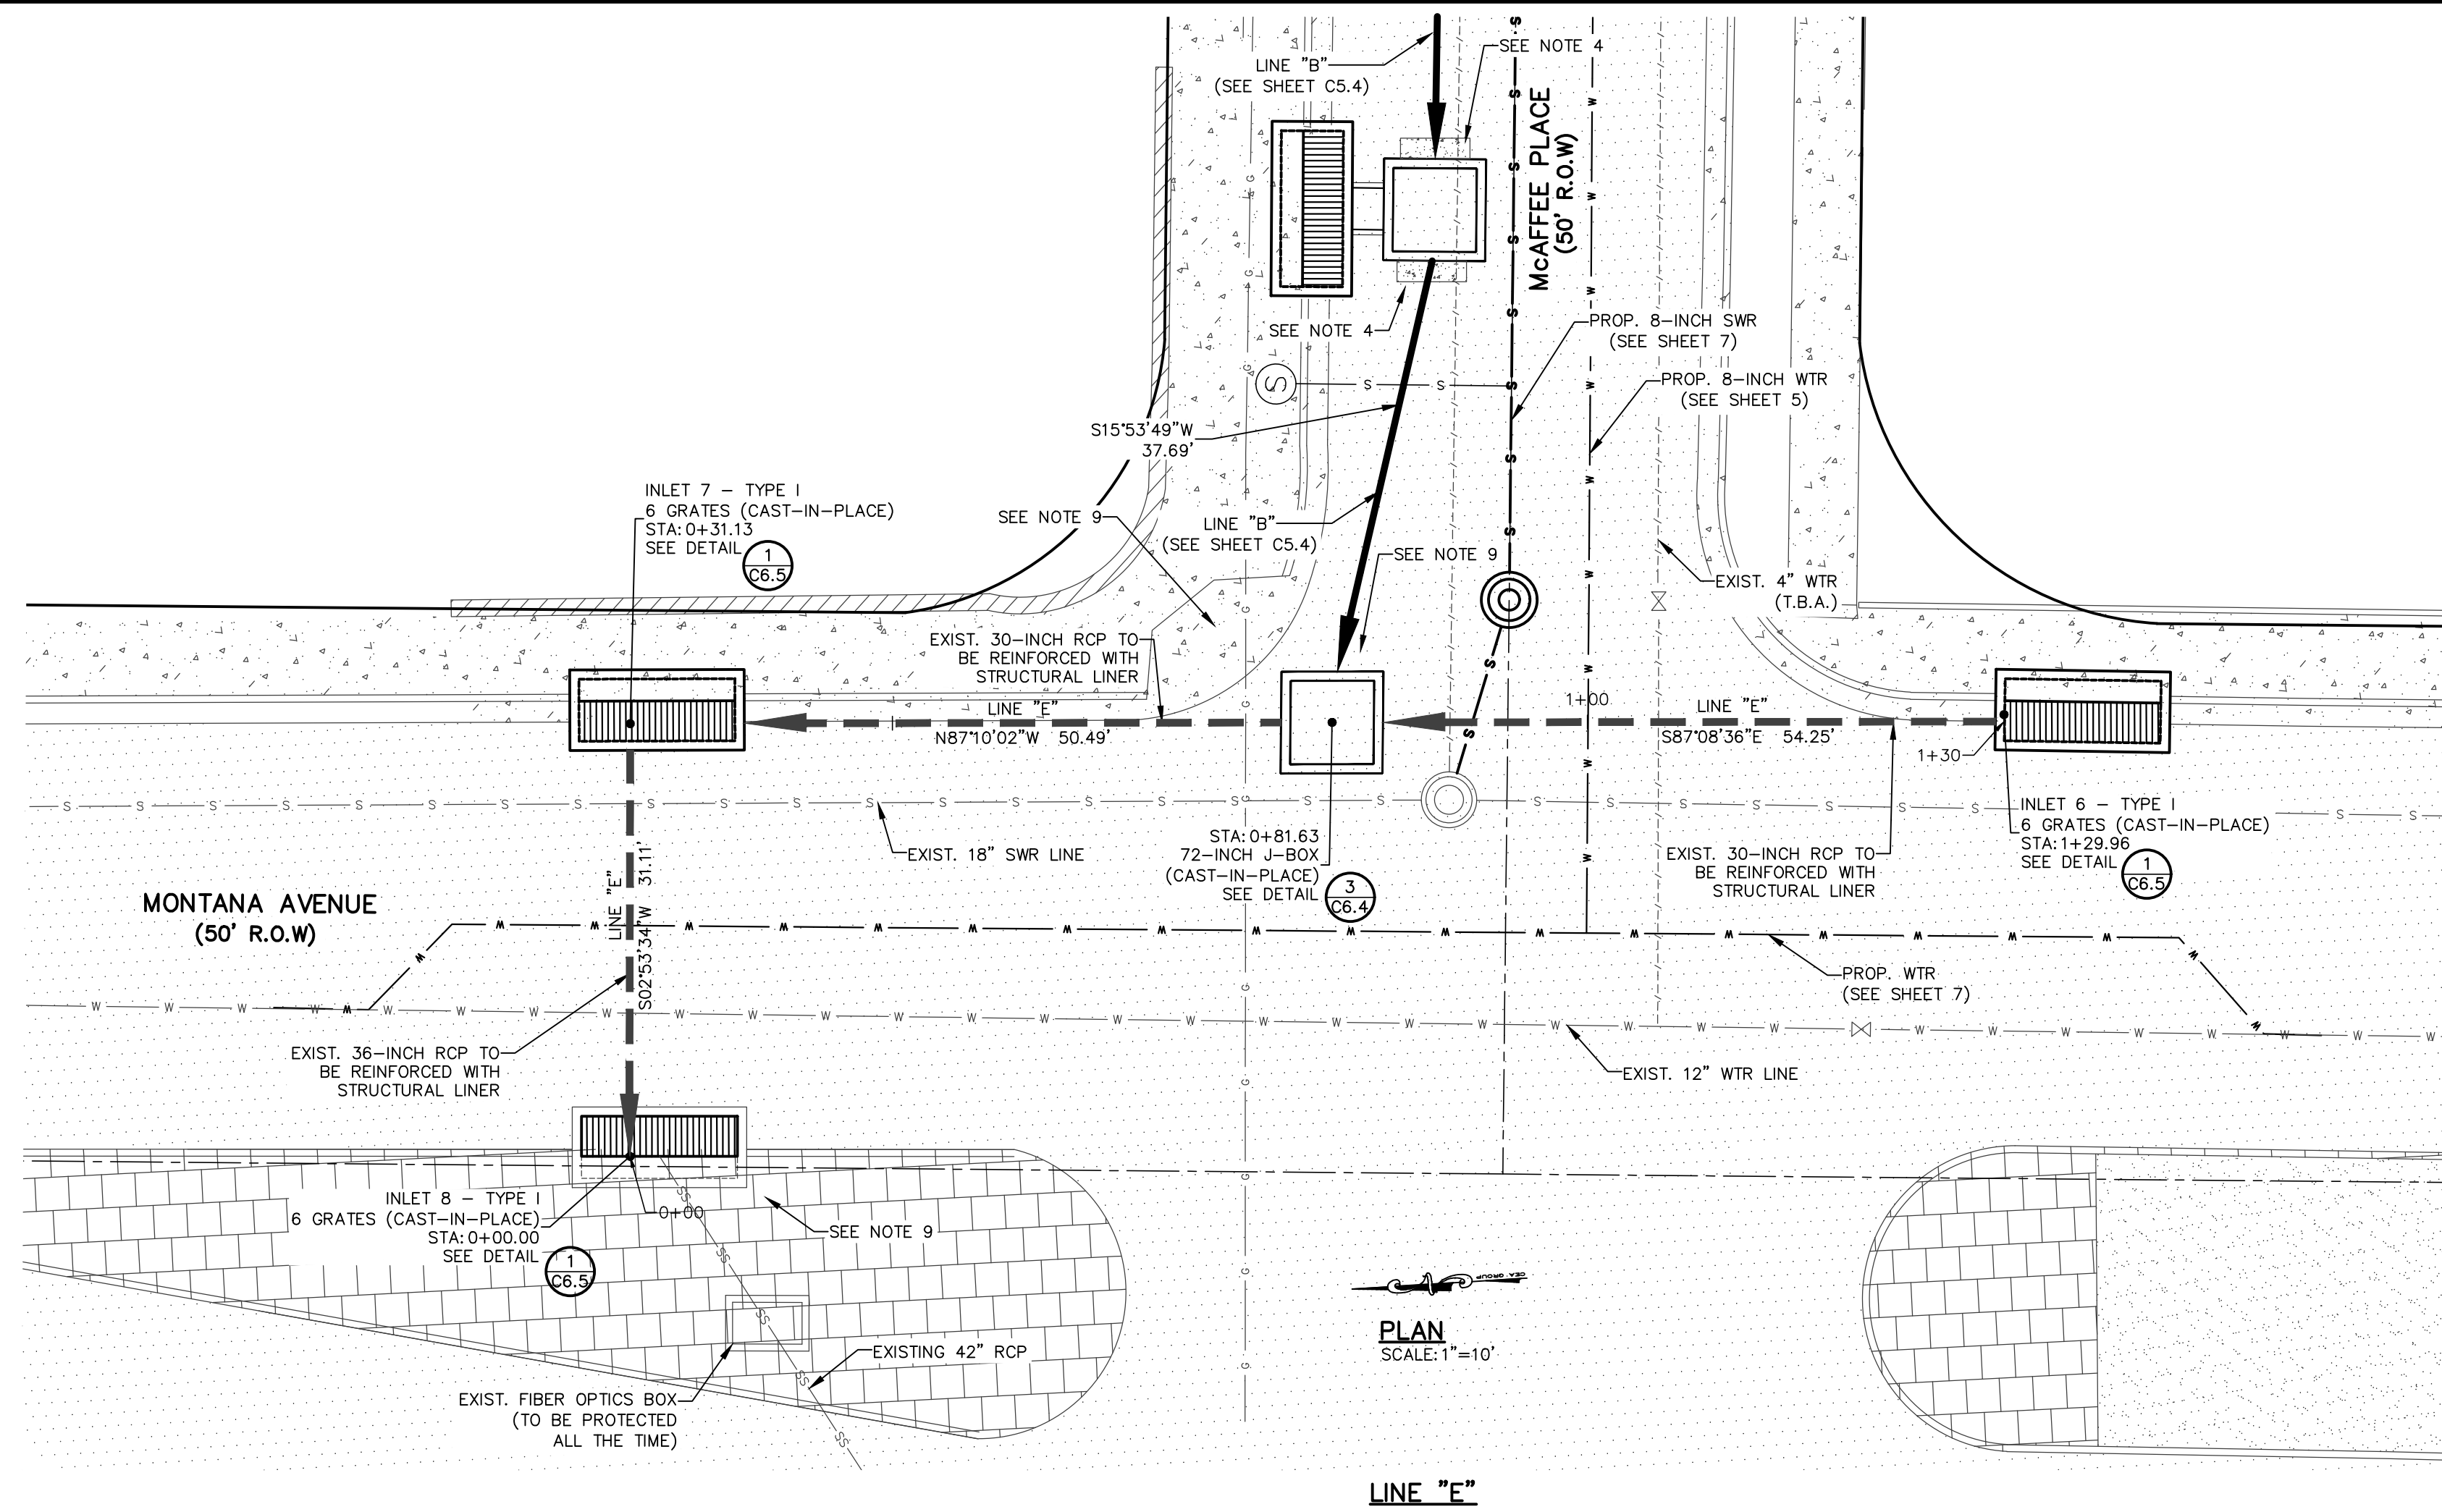 LINE "B"
(SEE SHEET C5.4)
SEE NOTE 4
McAFFEE PLACE
(50' R.O.W)
SEE NOTE 4
PROP. 8-INCH SWR
(SEE SHEET 7)
PROP. 8-INCH WTR
(SEE SHEET 5)
S15°53'49"W
37.69'
INLET 7 - TYPE I
6 GRATES (CAST-IN-PLACE)
STA: 0+31.13
SEE DETAIL
1
C6.5
SEE NOTE 9
LINE "B"
(SEE SHEET C5.4)
SEE NOTE 9
EXIST. 4" WTR
(T.B.A.)
EXIST. 30-INCH RCP TO
BE REINFORCED WITH
STRUCTURAL LINER
LINE "E"
N87°10'02"W 50.49'
1+00
LINE "E"
S87°08'36"E 54.25'
1+30
EXIST. 18" SWR LINE
STA: 0+81.63
72-INCH J-BOX
(CAST-IN-PLACE)
SEE DETAIL
3
C6.4
EXIST. 30-INCH RCP TO
BE REINFORCED WITH
STRUCTURAL LINER
INLET 6 - TYPE I
6 GRATES (CAST-IN-PLACE)
STA: 1+29.96
SEE DETAIL
1
C6.5
MONTANA AVENUE
(50' R.O.W)
LINE "E"
S02°53'34"W 31.11'
PROP. WTR
(SEE SHEET 7)
EXIST. 36-INCH RCP TO
BE REINFORCED WITH
STRUCTURAL LINER
EXIST. 12" WTR LINE
INLET 8 - TYPE I
6 GRATES (CAST-IN-PLACE)
STA: 0+00.00
SEE DETAIL
1
C6.5
0+00
SEE NOTE 9
CEA GROUP
PLAN
SCALE: 1"=10'
EXISTING 42" RCP
EXIST. FIBER OPTICS BOX
(TO BE PROTECTED
ALL THE TIME)
LINE "E"